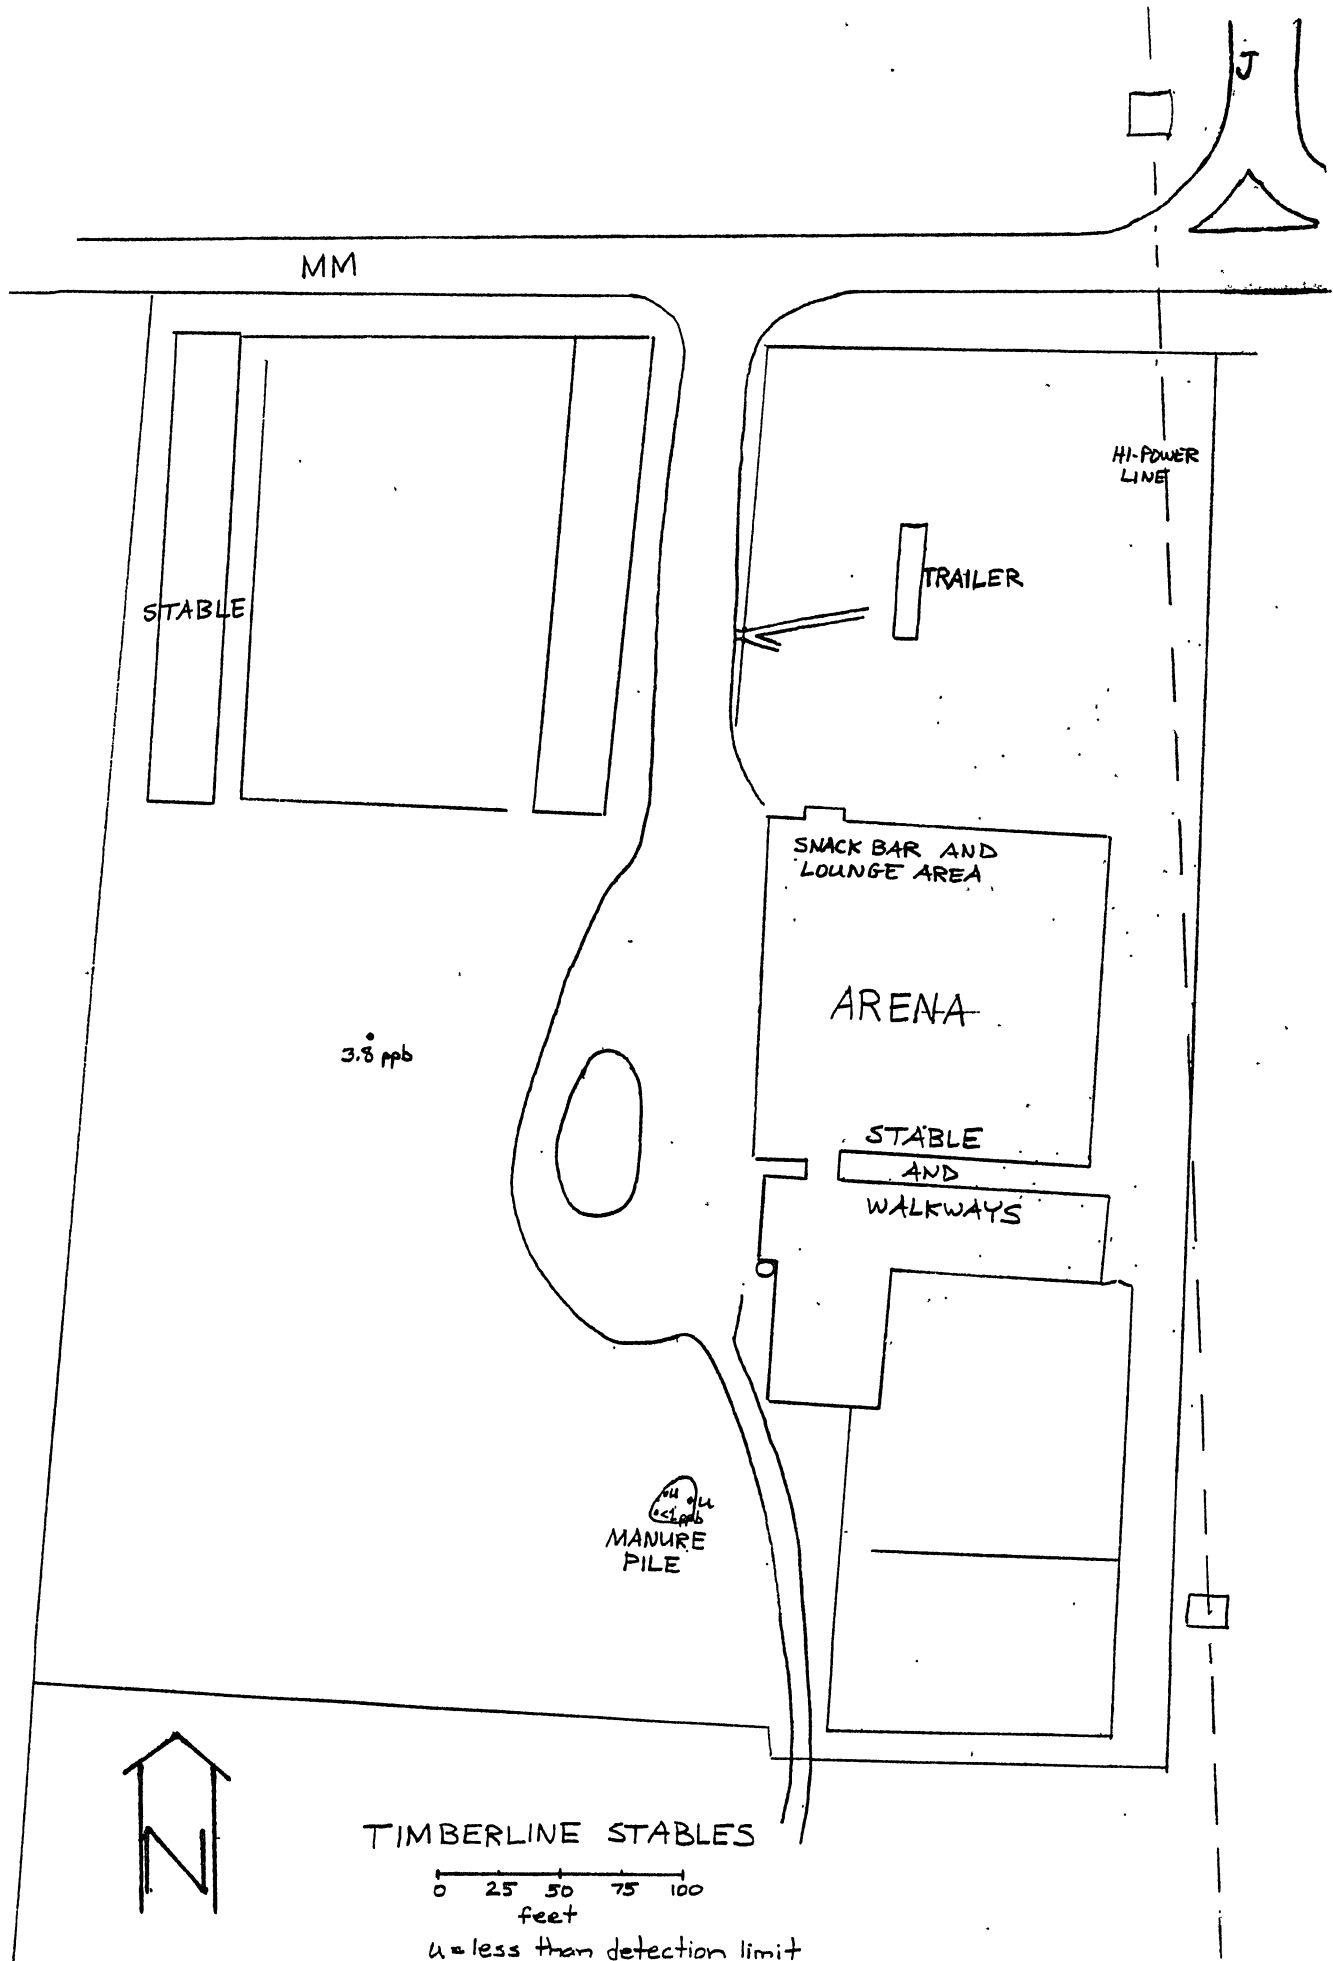 J
MM
HI-POWER
LINE
TRAILER
STABLE
SNACK BAR AND
LOUNGE AREA
ARENA
3.8 ppb
STABLE
AND
WALKWAYS
u
u
<1 ppb
MANURE
PILE
N
TIMBERLINE STABLES
0 25 50 75 100
feet
u = less than detection limit